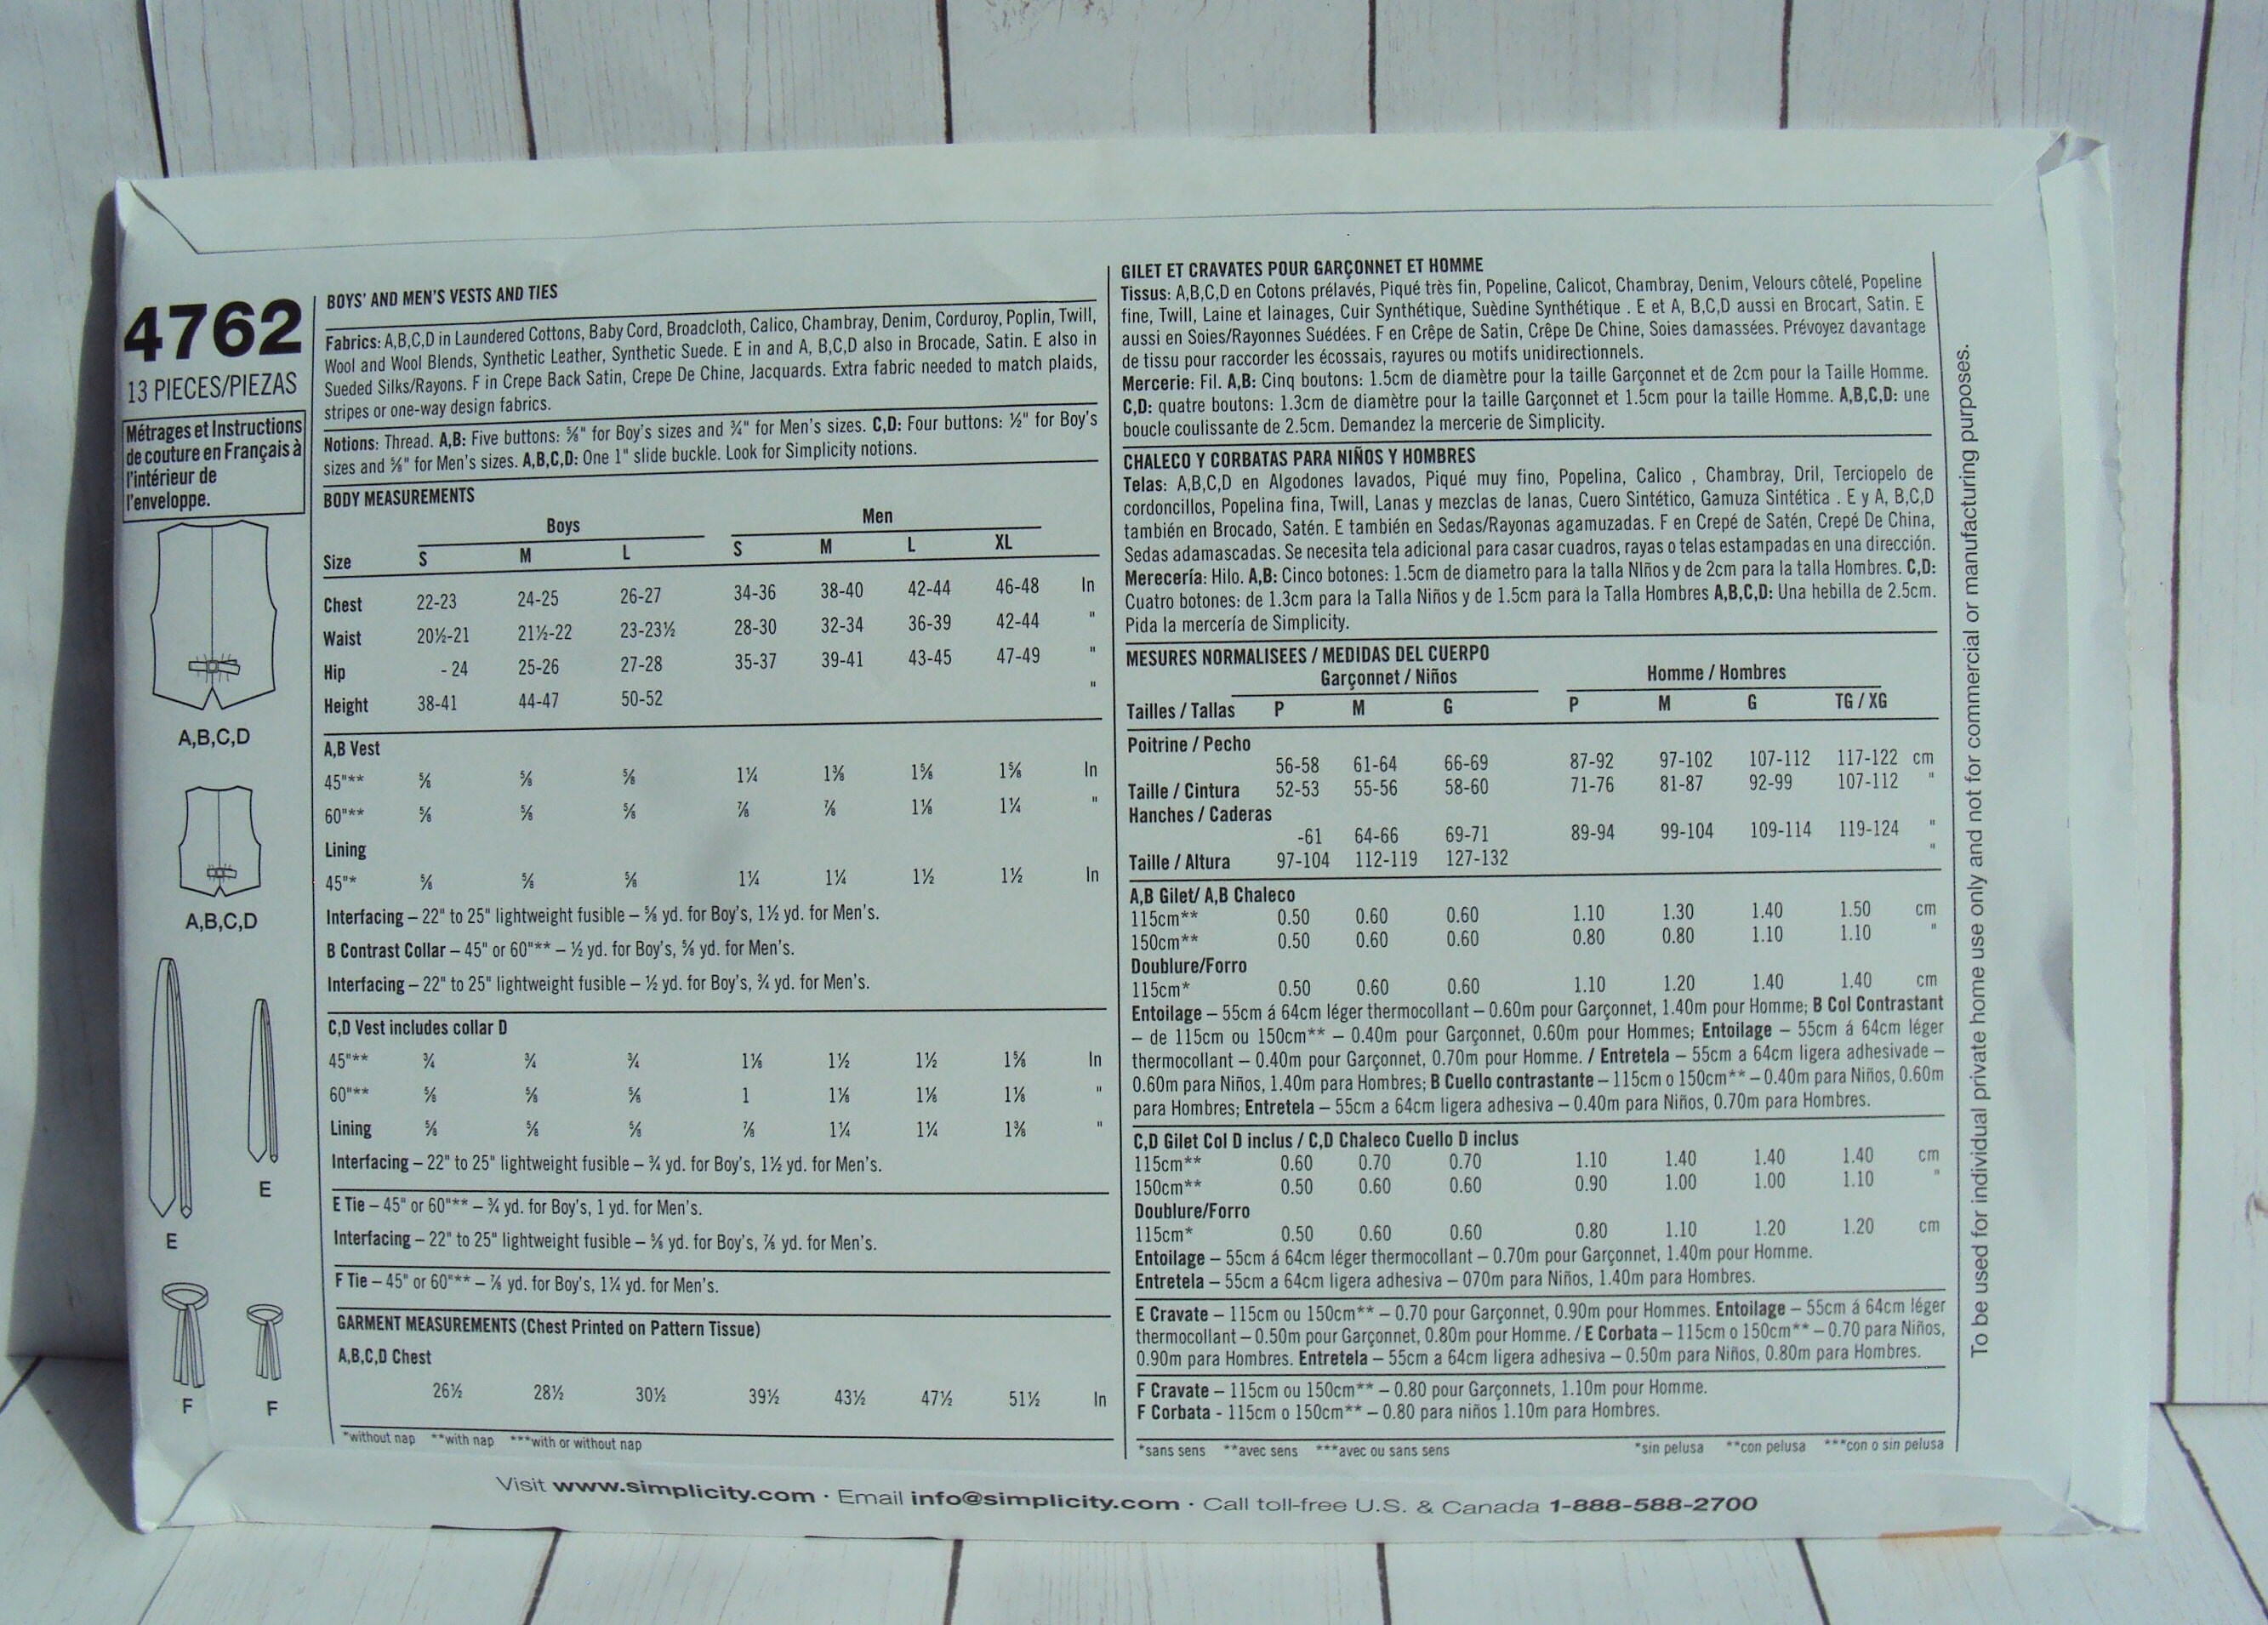 4762
13 PIECES/PIEZAS
Métrages et Instructions
de couture en Français à
l'intérieur de
l'enveloppe.
A,B,C,D
A,B,C,D
E
E
F
F
BOYS' AND MEN'S VESTS AND TIES
Fabrics: A,B,C,D in Laundered Cottons, Baby Cord, Broadcloth, Calico, Chambray, Denim, Corduroy, Poplin, Twill,
Wool and Wool Blends, Synthetic Leather, Synthetic Suede. E in and A, B,C,D also in Brocade, Satin. E also in
Sueded Silks/Rayons. F in Crepe Back Satin, Crepe De Chine, Jacquards. Extra fabric needed to match plaids,
stripes or one-way design fabrics.
Notions: Thread. A,B: Five buttons: ⅝" for Boy's sizes and ¾" for Men's sizes. C,D: Four buttons: ½" for Boy's
sizes and ⅝" for Men's sizes. A,B,C,D: One 1" slide buckle. Look for Simplicity notions.
BODY MEASUREMENTS
Boys Men
Size S M L S M L XL
Chest 22-23 24-25 26-27 34-36 38-40 42-44 46-48 In
Waist 20½-21 21½-22 23-23½ 28-30 32-34 36-39 42-44 "
Hip - 24 25-26 27-28 35-37 39-41 43-45 47-49 "
Height 38-41 44-47 50-52 "
A,B Vest
45"** ⅝ ⅝ ⅝ 1¼ 1⅜ 1⅝ 1⅝ In
60"** ⅝ ⅝ ⅝ ⅞ ⅞ 1⅛ 1¼ "
Lining
45"* ⅝ ⅝ ⅝ 1¼ 1¼ 1½ 1½ In
Interfacing – 22" to 25" lightweight fusible – ⅝ yd. for Boy's, 1½ yd. for Men's.
B Contrast Collar – 45" or 60"** – ½ yd. for Boy's, ⅝ yd. for Men's.
Interfacing – 22" to 25" lightweight fusible – ½ yd. for Boy's, ¾ yd. for Men's.
C,D Vest includes collar D
45"** ¾ ¾ ¾ 1⅛ 1½ 1½ 1⅝ In
60"** ⅝ ⅝ ⅝ 1 1⅛ 1⅛ 1⅛ "
Lining ⅝ ⅝ ⅝ ⅞ 1¼ 1¼ 1⅜ "
Interfacing – 22" to 25" lightweight fusible – ¾ yd. for Boy's, 1½ yd. for Men's.
E Tie – 45" or 60"** – ¾ yd. for Boy's, 1 yd. for Men's.
Interfacing – 22" to 25" lightweight fusible – ⅝ yd. for Boy's, ⅞ yd. for Men's.
F Tie – 45" or 60"** – ⅞ yd. for Boy's, 1¼ yd. for Men's.
GARMENT MEASUREMENTS (Chest Printed on Pattern Tissue)
A,B,C,D Chest
26½ 28½ 30½ 39½ 43½ 47½ 51½ In
*without nap **with nap ***with or without nap
GILET ET CRAVATES POUR GARÇONNET ET HOMME
Tissus: A,B,C,D en Cotons prélavés, Piqué très fin, Popeline, Calicot, Chambray, Denim, Velours côtelé, Popeline
fine, Twill, Laine et lainages, Cuir Synthétique, Suèdine Synthétique . E et A, B,C,D aussi en Brocart, Satin. E
aussi en Soies/Rayonnes Suédées. F en Crêpe de Satin, Crêpe De Chine, Soies damassées. Prévoyez davantage
de tissu pour raccorder les écossais, rayures ou motifs unidirectionnels.
Mercerie: Fil. A,B: Cinq boutons: 1.5cm de diamètre pour la taille Garçonnet et de 2cm pour la Taille Homme.
C,D: quatre boutons: 1.3cm de diamètre pour la taille Garçonnet et 1.5cm pour la taille Homme. A,B,C,D: une
boucle coulissante de 2.5cm. Demandez la mercerie de Simplicity.
CHALECO Y CORBATAS PARA NIÑOS Y HOMBRES
Telas: A,B,C,D en Algodones lavados, Piqué muy fino, Popelina, Calico , Chambray, Dril, Terciopelo de
cordoncillos, Popelina fina, Twill, Lanas y mezclas de lanas, Cuero Sintético, Gamuza Sintética . E y A, B,C,D
también en Brocado, Satén. E también en Sedas/Rayonas agamuzadas. F en Crepé de Satén, Crepé De China,
Sedas adamascadas. Se necesita tela adicional para casar cuadros, rayas o telas estampadas en una dirección.
Merecería: Hilo. A,B: Cinco botones: 1.5cm de diametro para la talla NIños y de 2cm para la talla Hombres. C,D:
Cuatro botones: de 1.3cm para la Talla Niños y de 1.5cm para la Talla Hombres A,B,C,D: Una hebilla de 2.5cm.
Pida la mercería de Simplicity.
MESURES NORMALISEES / MEDIDAS DEL CUERPO
Garçonnet / Niños Homme / Hombres
Tailles / Tallas P M G P M G TG / XG
Poitrine / Pecho
56-58 61-64 66-69 87-92 97-102 107-112 117-122 cm
Taille / Cintura 52-53 55-56 58-60 71-76 81-87 92-99 107-112 "
Hanches / Caderas
-61 64-66 69-71 89-94 99-104 109-114 119-124 "
Taille / Altura 97-104 112-119 127-132 "
A,B Gilet/ A,B Chaleco
115cm** 0.50 0.60 0.60 1.10 1.30 1.40 1.50 cm
150cm** 0.50 0.60 0.60 0.80 0.80 1.10 1.10 "
Doublure/Forro
115cm* 0.50 0.60 0.60 1.10 1.20 1.40 1.40 cm
Entoilage – 55cm á 64cm léger thermocollant – 0.60m pour Garçonnet, 1.40m pour Homme; B Col Contrastant
– de 115cm ou 150cm** – 0.40m pour Garçonnet, 0.60m pour Hommes; Entoilage – 55cm á 64cm léger
thermocollant – 0.40m pour Garçonnet, 0.70m pour Homme. / Entretela – 55cm a 64cm ligera adhesivade –
0.60m para Niños, 1.40m para Hombres; B Cuello contrastante – 115cm o 150cm** – 0.40m para Niños, 0.60m
para Hombres; Entretela – 55cm a 64cm ligera adhesiva – 0.40m para Niños, 0.70m para Hombres.
C,D Gilet Col D inclus / C,D Chaleco Cuello D inclus
115cm** 0.60 0.70 0.70 1.10 1.40 1.40 1.40 cm
150cm** 0.50 0.60 0.60 0.90 1.00 1.00 1.10 "
Doublure/Forro
115cm* 0.50 0.60 0.60 0.80 1.10 1.20 1.20 cm
Entoilage – 55cm á 64cm léger thermocollant – 0.70m pour Garçonnet, 1.40m pour Homme.
Entretela – 55cm a 64cm ligera adhesiva – 070m para Niños, 1.40m para Hombres.
E Cravate – 115cm ou 150cm** – 0.70 pour Garçonnet, 0.90m pour Hommes. Entoilage – 55cm á 64cm léger
thermocollant – 0.50m pour Garçonnet, 0.80m pour Homme. / E Corbata – 115cm o 150cm** – 0.70 para Niños,
0.90m para Hombres. Entretela – 55cm a 64cm ligera adhesiva – 0.50m para Niños, 0.80m para Hombres.
F Cravate – 115cm ou 150cm** – 0.80 pour Garçonnets, 1.10m pour Homme.
F Corbata - 115cm o 150cm** – 0.80 para niños 1.10m para Hombres.
*sans sens **avec sens ***avec ou sans sens *sin pelusa **con pelusa ***con o sin pelusa
To be used for individual private home use only and not for commercial or manufacturing purposes.
Visit www.simplicity.com · Email info@simplicity.com · Call toll-free U.S. & Canada 1-888-588-2700